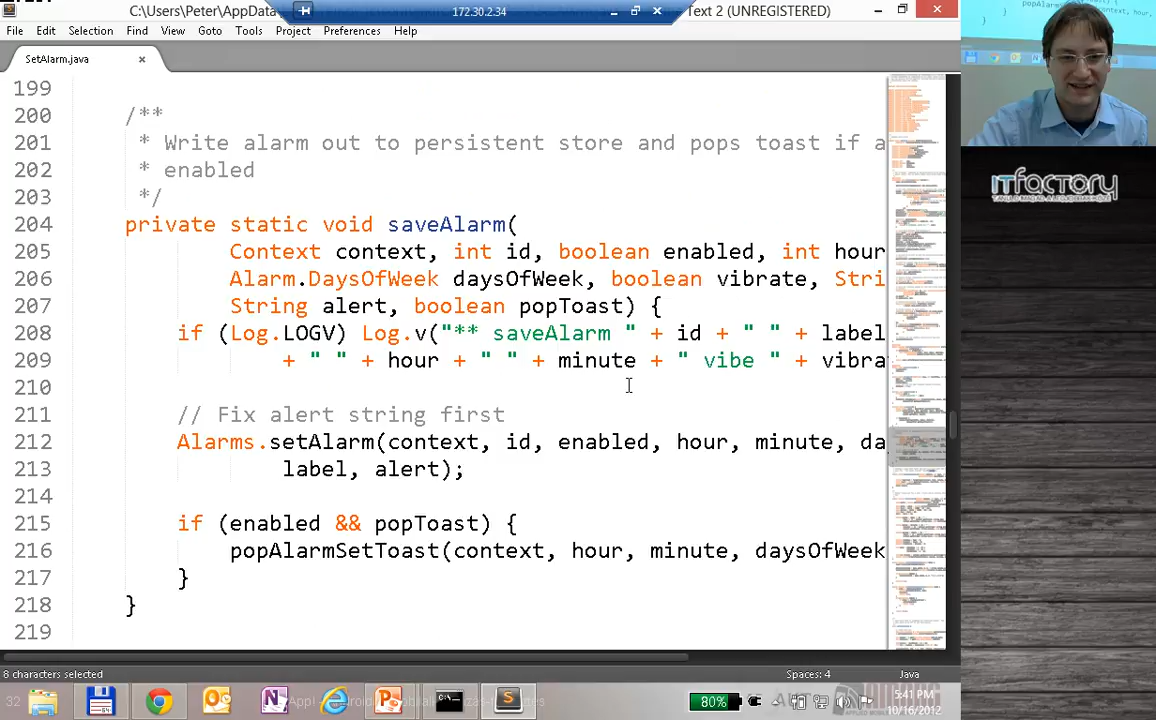 C:\Users\Peter\AppData
172.30.2.34
Text 2 (UNREGISTERED)
File Edit Selection Find View Goto Tools Project Preferences Help
SetAlarm.java
199
200 /**
201 * Write alarm out to persistent store and pops toast if a
202 * enabled
203 */
204 private static void saveAlarm(
205 Context context, int id, boolean enabled, int hour
206 Alarm.DaysOfWeek daysOfWeek, boolean vibrate, Stri
207 String alert, boolean popToast) {
208 if (Log.LOGV) Log.v("** saveAlarm " + id + " " + label
209 + " " + hour + " " + minute + " vibe " + vibra
210
211 // Fix alert string first
212 Alarms.setAlarm(context, id, enabled, hour, minute, da
213 label, alert);
214
215 if (enabled && popToast) {
216 popAlarmSetToast(context, hour, minute, daysOfWeek
217 }
218 }
219
8 characters selected
Spaces: 4
Java
32
80%
5:41 PM
10/16/2012
itfactory